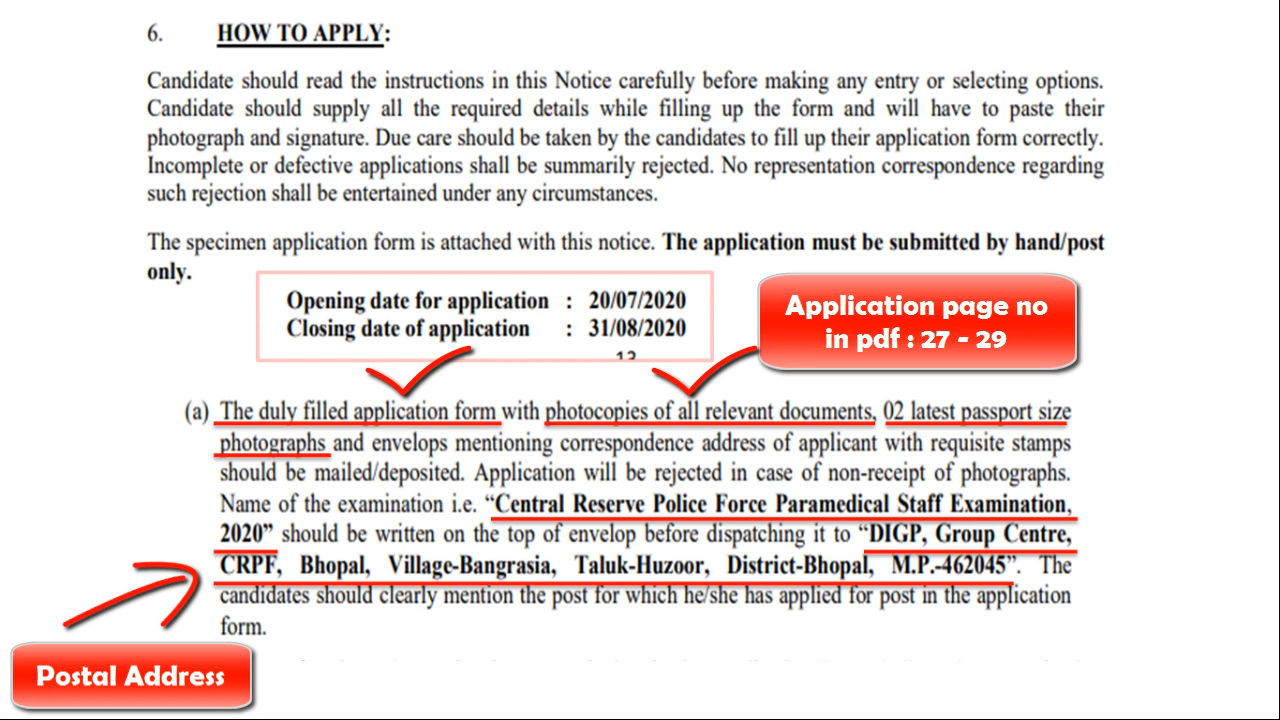 6. HOW TO APPLY:
Candidate should read the instructions in this Notice carefully before making any entry or selecting options.
Candidate should supply all the required details while filling up the form and will have to paste their
photograph and signature. Due care should be taken by the candidates to fill up their application form correctly.
Incomplete or defective applications shall be summarily rejected. No representation correspondence regarding
such rejection shall be entertained under any circumstances.
The specimen application form is attached with this notice. The application must be submitted by hand/post
only.
Opening date for application : 20/07/2020
Closing date of application : 31/08/2020
Application page no
in pdf : 27 - 29
(a) The duly filled application form with photocopies of all relevant documents, 02 latest passport size
photographs and envelops mentioning correspondence address of applicant with requisite stamps
should be mailed/deposited. Application will be rejected in case of non-receipt of photographs.
Name of the examination i.e. “Central Reserve Police Force Paramedical Staff Examination,
2020” should be written on the top of envelop before dispatching it to “DIGP, Group Centre,
CRPF, Bhopal, Village-Bangrasia, Taluk-Huzoor, District-Bhopal, M.P.-462045”. The
candidates should clearly mention the post for which he/she has applied for post in the application
form.
Postal Address